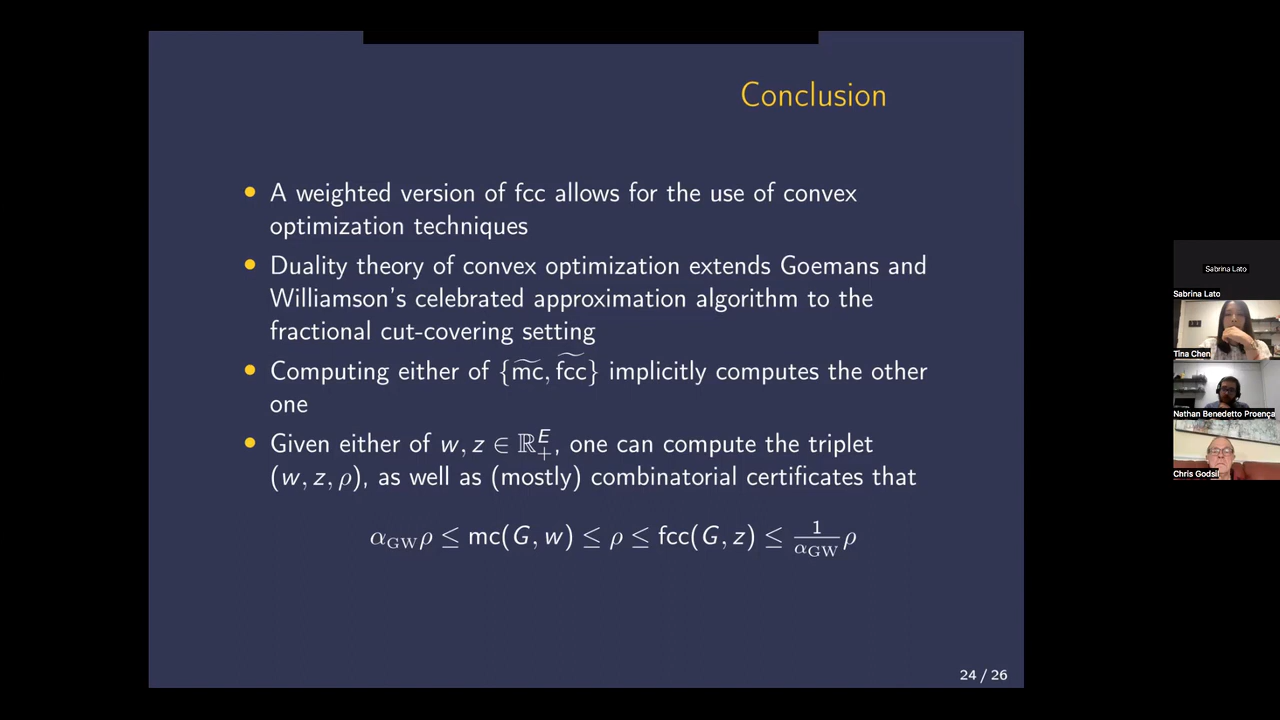 Conclusion
• A weighted version of fcc allows for the use of convex
optimization techniques
• Duality theory of convex optimization extends Goemans and
Williamson's celebrated approximation algorithm to the
fractional cut-covering setting
• Computing either of {m͠c, f͠cc} implicitly computes the other
one
• Given either of w, z ∈ ℝ₊ᴱ, one can compute the triplet
(w, z, ρ), as well as (mostly) combinatorial certificates that
α_GW ρ ≤ mc(G, w) ≤ ρ ≤ fcc(G, z) ≤ 1/α_GW ρ
24 / 26
Sabrina Lato
Sabrina Lato
Tina Chen
Nathan Benedetto Proença
Chris Godsil